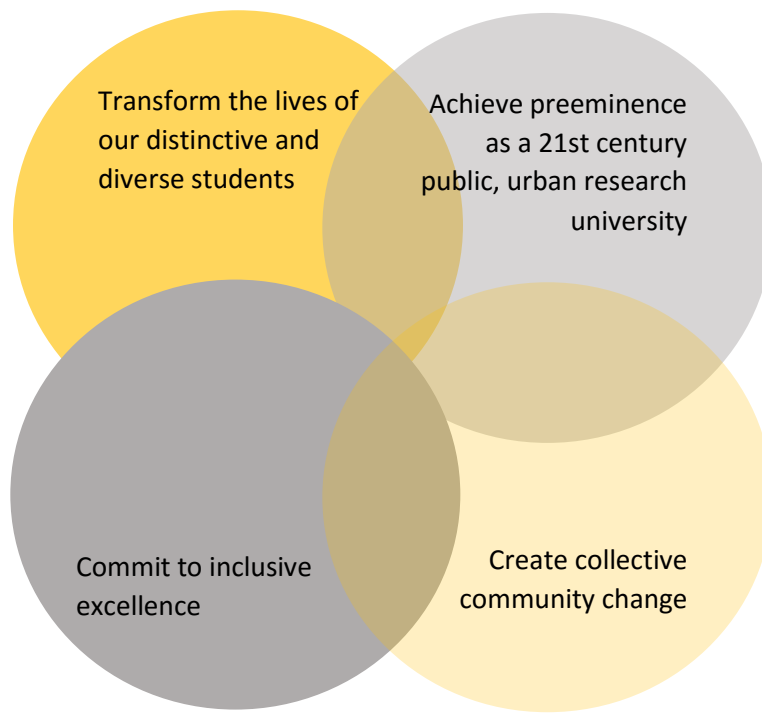 Transform the lives of
our distinctive and
diverse students
Achieve preeminence
as a 21st century
public, urban research
university
Commit to inclusive
excellence
Create collective
community change